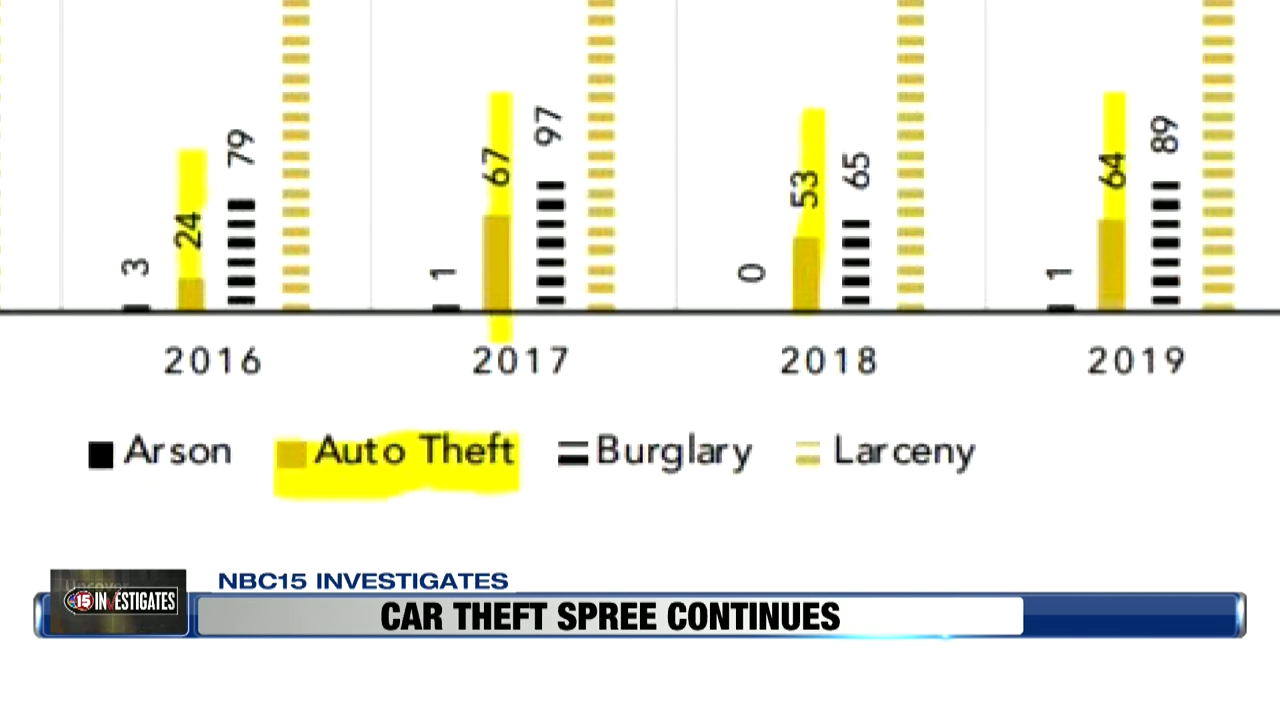 3 24 79 1 67 97 0 53 65 1 64 89
2016 2017 2018 2019
Arson Auto Theft Burglary Larceny
NBC15 INVESTIGATES
Uncover
15 INVESTIGATES
CAR THEFT SPREE CONTINUES